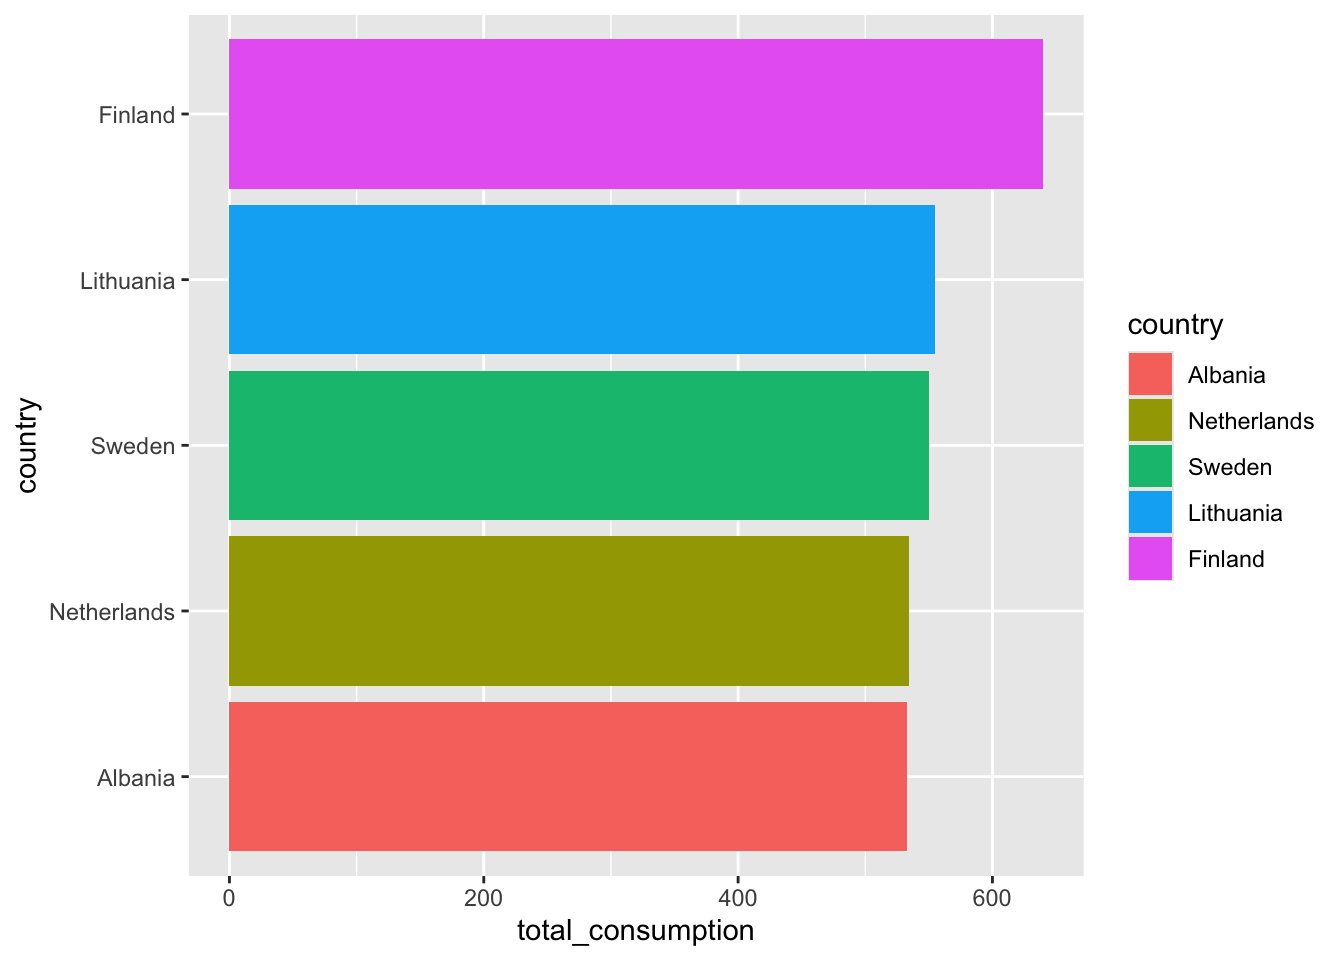 Finland
Lithuania
Sweden
Netherlands
Albania
country
0 200 400 600
total_consumption
country
Albania
Netherlands
Sweden
Lithuania
Finland